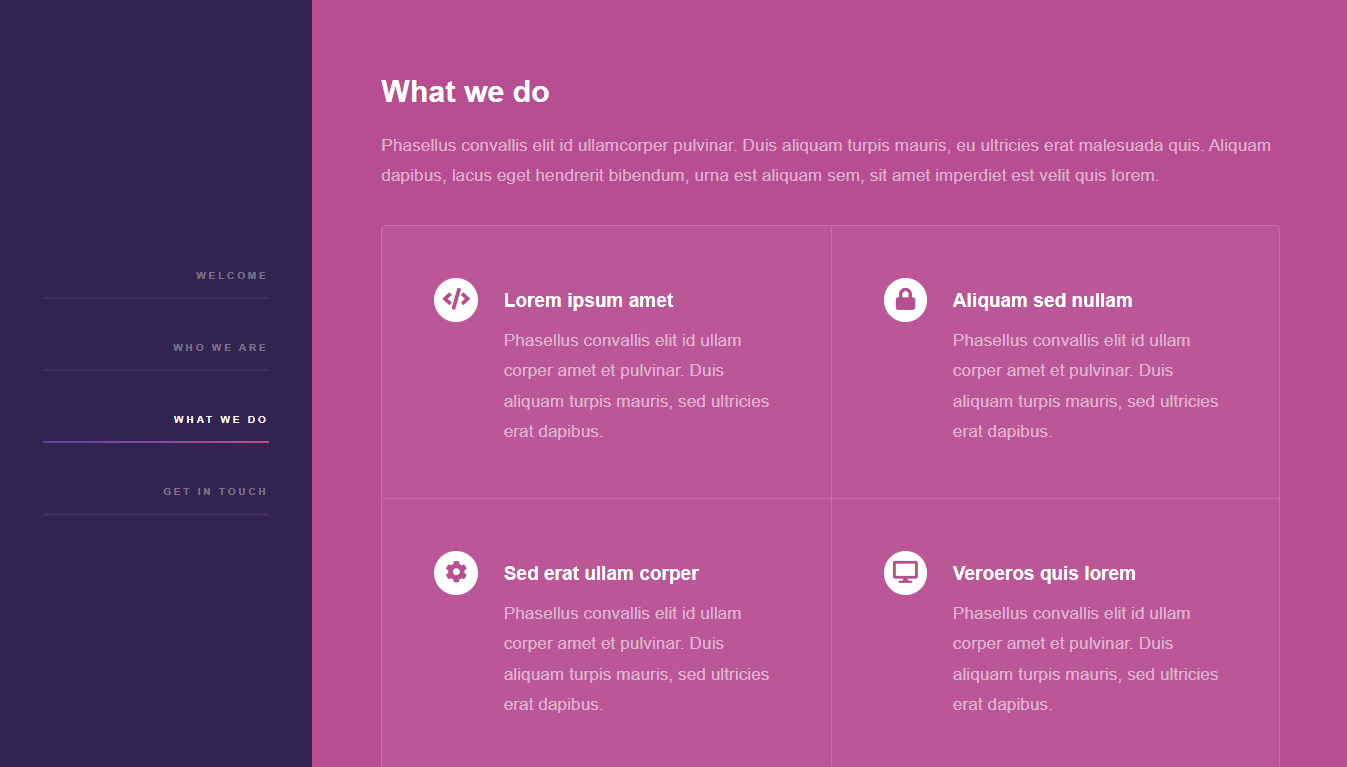 WELCOME
WHO WE ARE
WHAT WE DO
GET IN TOUCH
What we do
Phasellus convallis elit id ullamcorper pulvinar. Duis aliquam turpis mauris, eu ultricies erat malesuada quis. Aliquam
dapibus, lacus eget hendrerit bibendum, urna est aliquam sem, sit amet imperdiet est velit quis lorem.
Lorem ipsum amet
Phasellus convallis elit id ullam
corper amet et pulvinar. Duis
aliquam turpis mauris, sed ultricies
erat dapibus.
Aliquam sed nullam
Phasellus convallis elit id ullam
corper amet et pulvinar. Duis
aliquam turpis mauris, sed ultricies
erat dapibus.
Sed erat ullam corper
Phasellus convallis elit id ullam
corper amet et pulvinar. Duis
aliquam turpis mauris, sed ultricies
erat dapibus.
Veroeros quis lorem
Phasellus convallis elit id ullam
corper amet et pulvinar. Duis
aliquam turpis mauris, sed ultricies
erat dapibus.